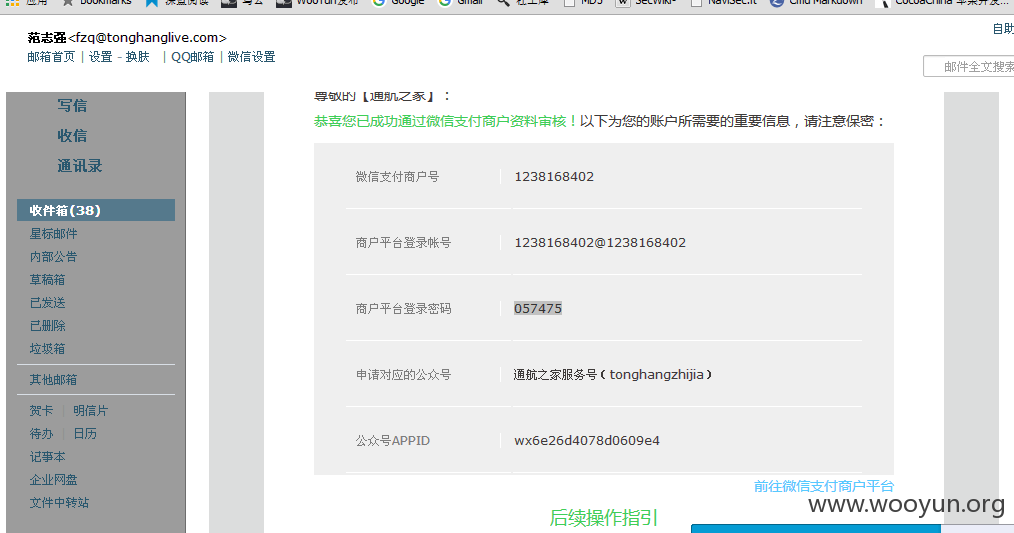 应用 Bookmarks 深度阅读 乌云 WooYun发布 Google Gmail 社工库 MD5 SecWiki- NaviSec.it Cmd Markdown CocoaChina 苹果开发...
范志强<fzq@tonghanglive.com>
自助
邮箱首页 | 设置 - 换肤 | QQ邮箱 | 微信设置
邮件全文搜索
写信
收信
通讯录
收件箱(38)
星标邮件
内部公告
草稿箱
已发送
已删除
垃圾箱
其他邮箱
贺卡 | 明信片
待办 | 日历
记事本
企业网盘
文件中转站
尊敬的【通航之家】：
恭喜您已成功通过微信支付商户资料审核！以下为您的账户所需要的重要信息，请注意保密：
微信支付商户号 1238168402
商户平台登录帐号 1238168402@1238168402
商户平台登录密码 057475
申请对应的公众号 通航之家服务号（tonghangzhijia）
公众号APPID wx6e26d4078d0609e4
前往微信支付商户平台
www.wooyun.org
后续操作指引